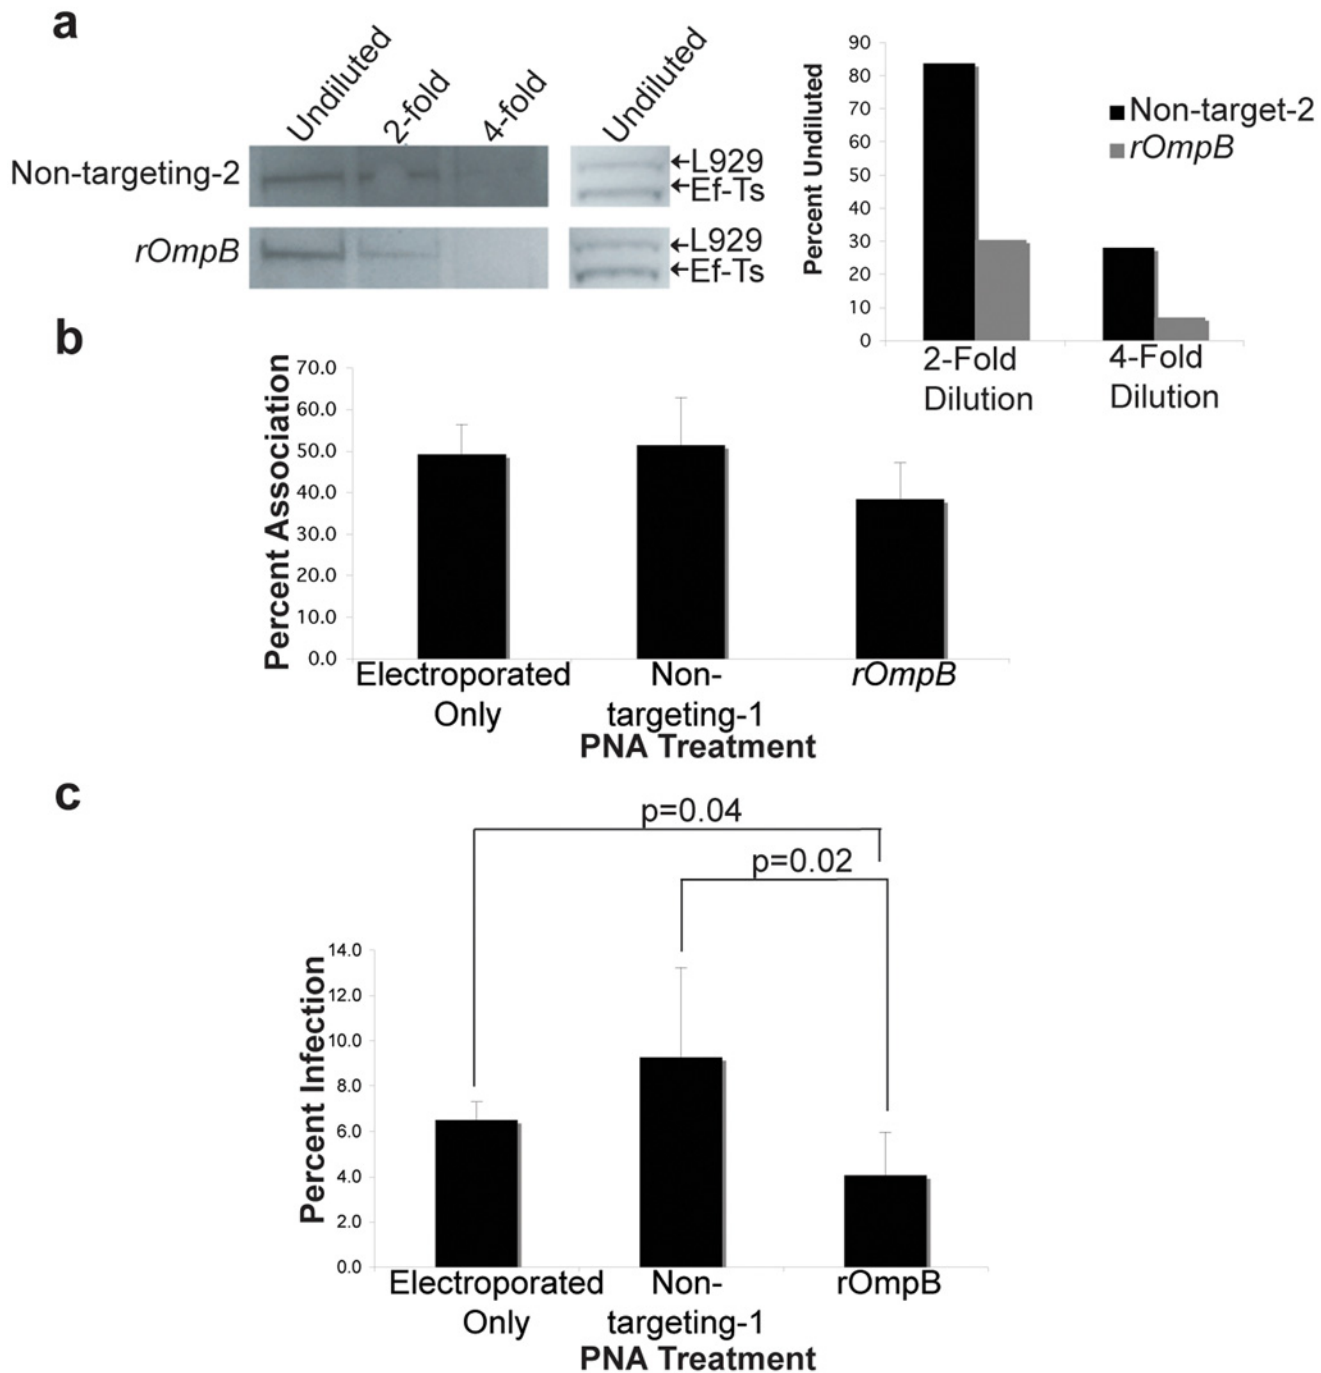 a
Undiluted
2-fold
4-fold
Undiluted
Non-targeting-2
←L929
←Ef-Ts
rOmpB
←L929
←Ef-Ts
Percent Undiluted
90
80
70
60
50
40
30
20
10
0
Non-target-2
rOmpB
2-Fold
Dilution
4-Fold
Dilution
b
Percent Association
70.0
60.0
50.0
40.0
30.0
20.0
10.0
0.0
Electroporated
Only
Non-
targeting-1
rOmpB
PNA Treatment
c
p=0.04
p=0.02
Percent Infection
14.0
12.0
10.0
8.0
6.0
4.0
2.0
0.0
Electroporated
Only
Non-
targeting-1
rOmpB
PNA Treatment